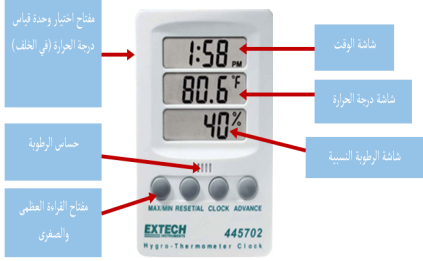 مفتاح اختيار وحدة قياس
درجة الحرارة (في الخلف)
شاشة الوقت
شاشة درجة الحرارة
شاشة الرطوبة النسبية
حساس الرطوبة
مفتاح القراءة العظمى
والصغرى
1:58 PM
80.6 °F
40%
MAX/MIN RESET/AL CLOCK ADVANCE
EXTECH
INSTRUMENTS
445702
Hygro-Thermometer Clock